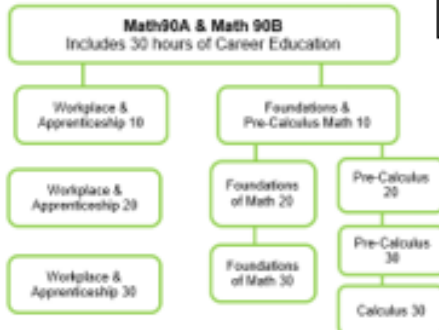 Math90A & Math 90B
Includes 30 hours of Career Education
Workplace &
Apprenticeship 10
Foundations &
Pre-Calculus Math 10
Workplace &
Apprenticeship 20
Foundations
of Math 20
Pre-Calculus
20
Workplace &
Apprenticeship 30
Foundations
of Math 30
Pre-Calculus
30
Calculus 30